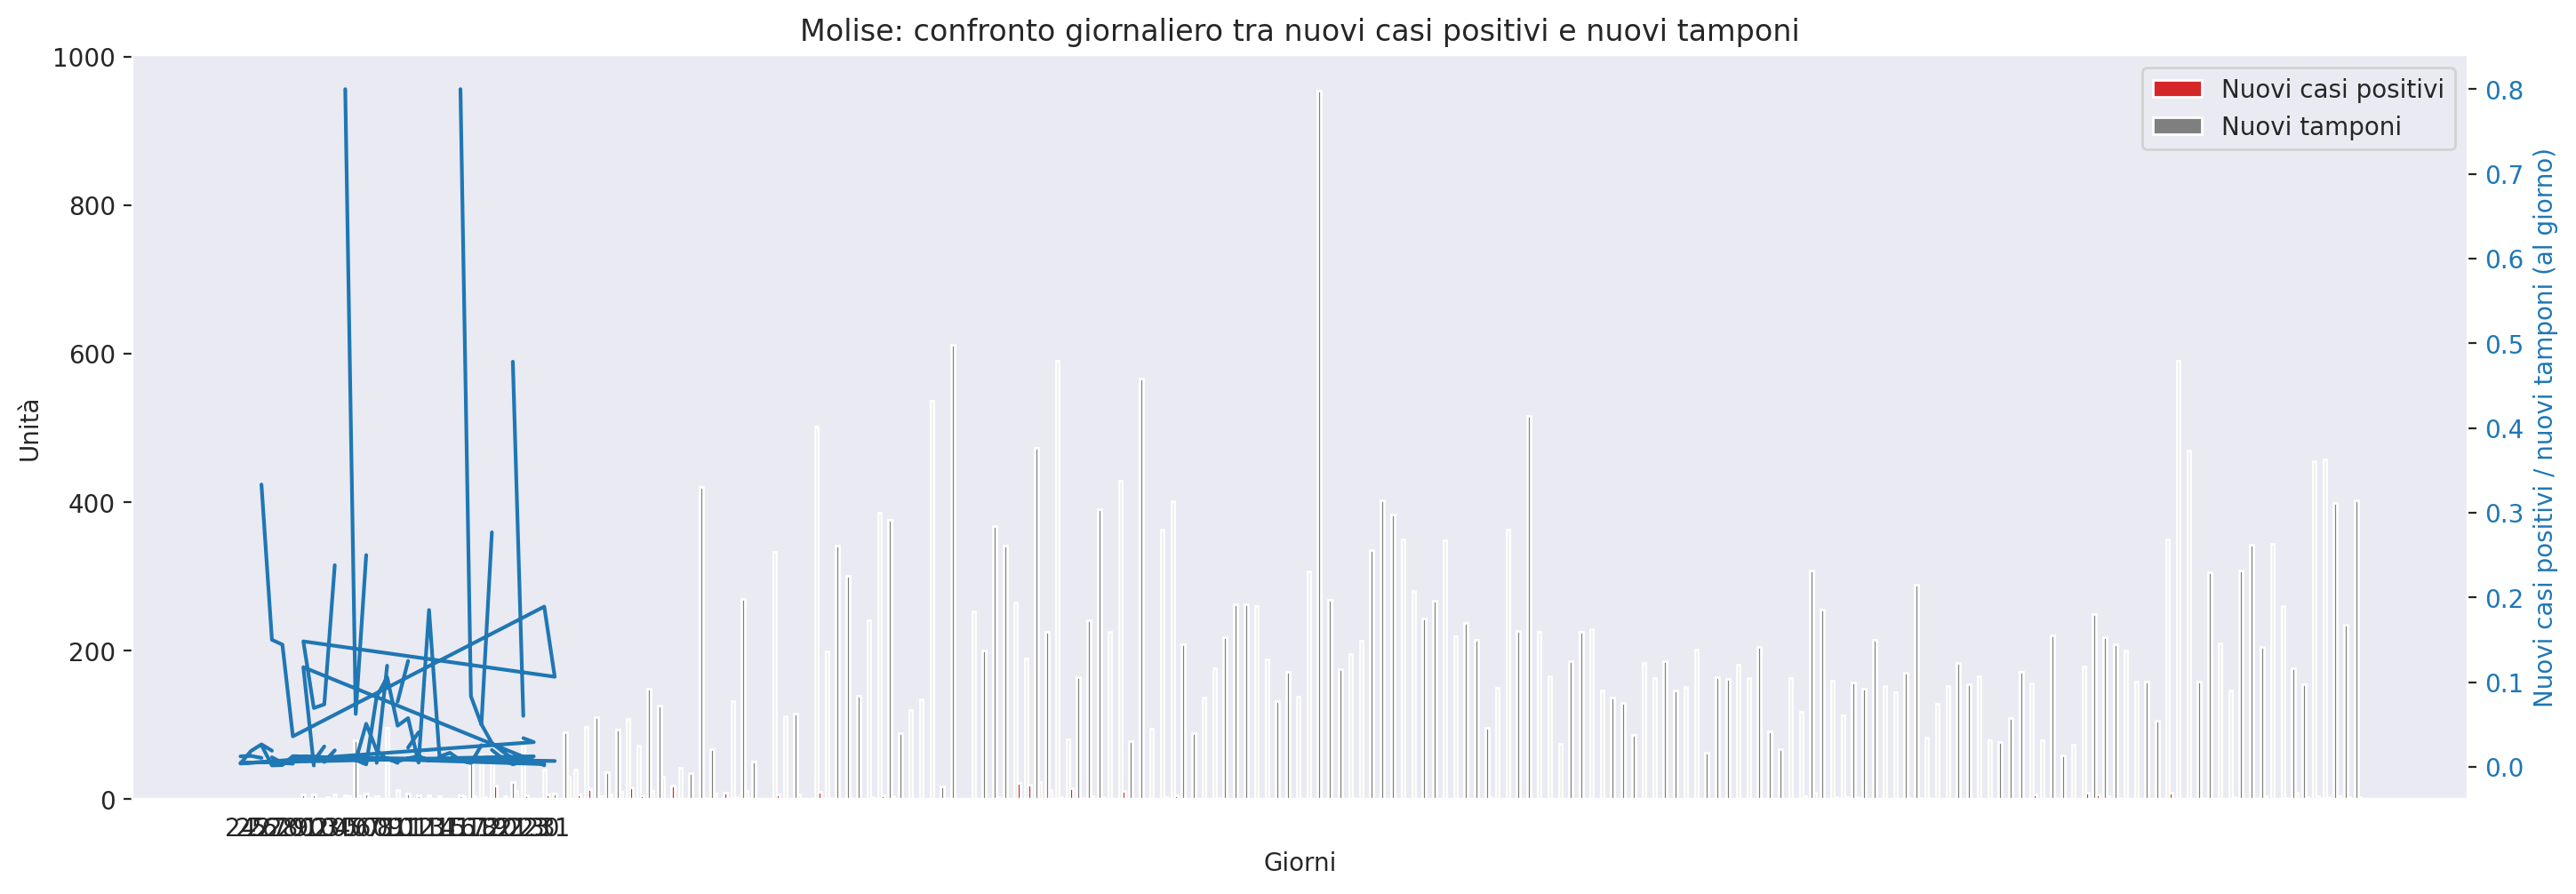 Molise: confronto giornaliero tra nuovi casi positivi e nuovi tamponi
1000
800
600
400
200
0
Unità
Nuovi casi positivi
Nuovi tamponi
0.8
0.7
0.6
0.5
0.4
0.3
0.2
0.1
0.0
Nuovi casi positivi / nuovi tamponi (al giorno)
Giorni